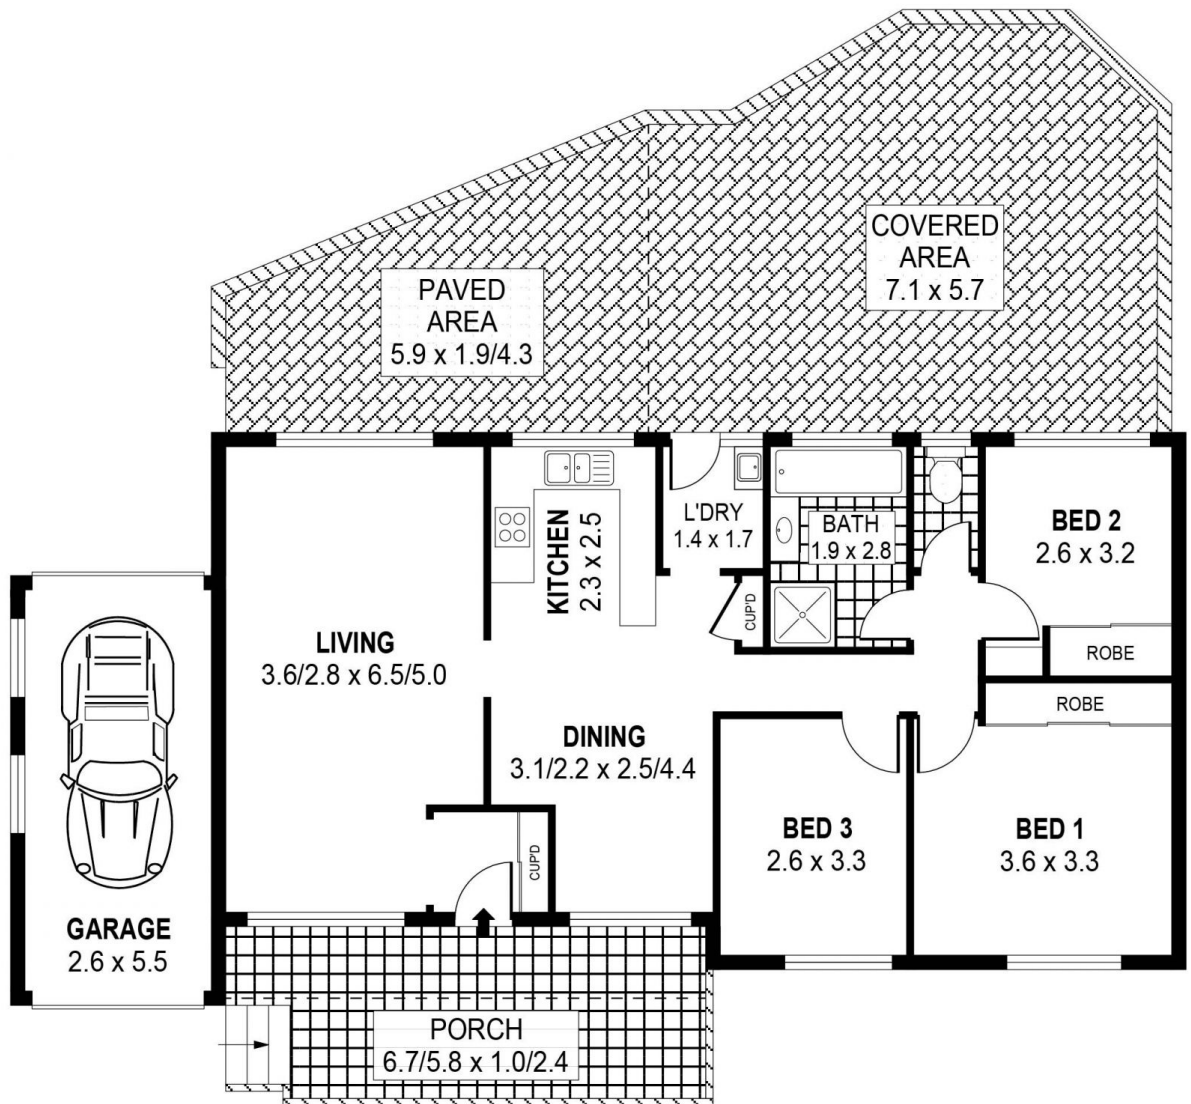 COVERED
AREA
7.1 x 5.7
PAVED
AREA
5.9 x 1.9/4.3
L'DRY
1.4 x 1.7
BATH
1.9 x 2.8
BED 2
2.6 x 3.2
KITCHEN
2.3 x 2.5
CUP'D
ROBE
LIVING
3.6/2.8 x 6.5/5.0
ROBE
DINING
3.1/2.2 x 2.5/4.4
BED 3
2.6 x 3.3
BED 1
3.6 x 3.3
CUP'D
GARAGE
2.6 x 5.5
PORCH
6.7/5.8 x 1.0/2.4